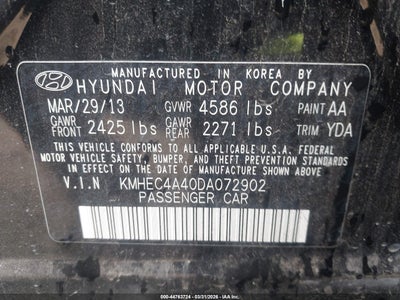 MANUFACTURED IN KOREA BY
HYUNDAI MOTOR COMPANY
MAR/29/13 GVWR 4586 lbs PAINT AA
GAWR FRONT 2425 lbs GAWR REAR 2271 lbs TRIM YDA
THIS VEHICLE CONFORMS TO ALL APPLICABLE U.S.A. FEDERAL
MOTOR VEHICLE SAFETY, BUMPER, AND THEFT PREVENTION STANDARDS
IN EFFECT ON THE DATE OF MANUFACTURE SHOWN ABOVE.
V.I.N KMHEC4A40DA072902
PASSENGER CAR
000-44763724 (03/31/2026 - IAA)